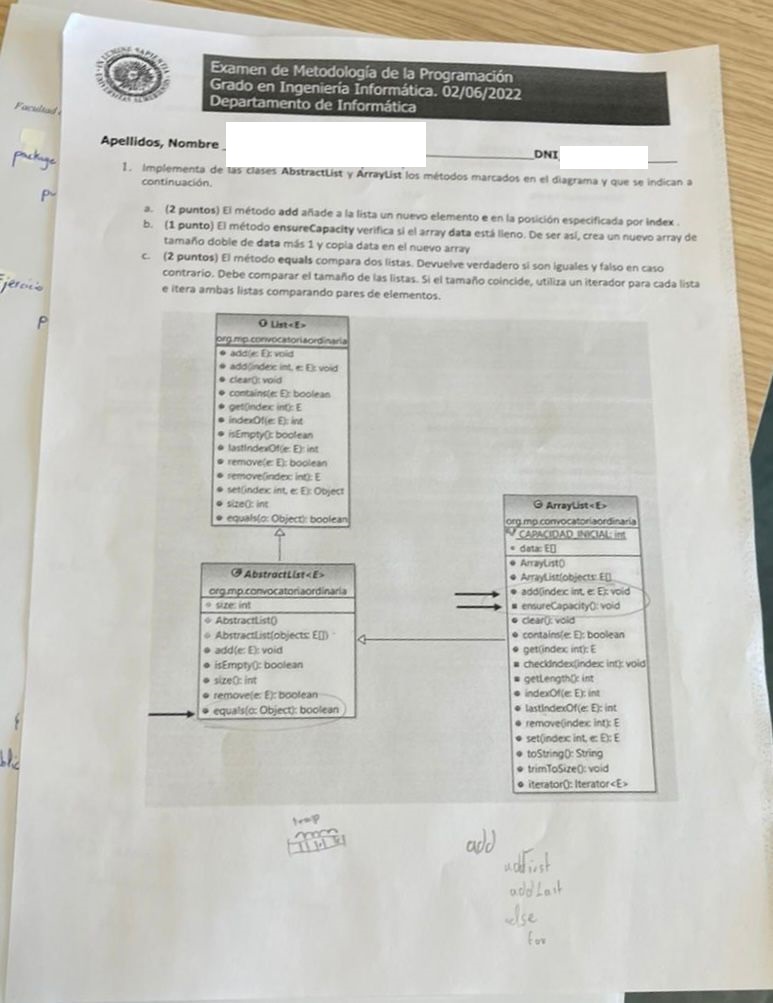 Facultad
package
Ejercicio
Examen de Metodología de la Programación
Grado en Ingeniería Informática. 02/06/2022
Departamento de Informática
Apellidos, Nombre
DNI
1. Implementa de las clases AbstractList y ArrayList los métodos marcados en el diagrama y que se indican a
continuación.
a. (2 puntos) El método add añade a la lista un nuevo elemento e en la posición especificada por index .
b. (1 punto) El método ensureCapacity verifica si el array data está lleno. De ser así, crea un nuevo array de
tamaño doble de data más 1 y copia data en el nuevo array
c. (2 puntos) El método equals compara dos listas. Devuelve verdadero si son iguales y falso en caso
contrario. Debe comparar el tamaño de las listas. Si el tamaño coincide, utiliza un iterador para cada lista
e itera ambas listas comparando pares de elementos.
List<E>
org.mp.convocatoriaordinaria
add(e: E): void
add(index: int, e: E): void
clear(): void
contains(e: E): boolean
get(index: int): E
indexOf(e: E): int
isEmpty(): boolean
lastIndexOf(e: E): int
remove(e: E): boolean
remove(index: int): E
set(index: int, e: E): Object
size(): int
equals(o: Object): boolean
AbstractList<E>
org.mp.convocatoriaordinaria
size: int
AbstractList()
AbstractList(objects: E[])
add(e: E): void
isEmpty(): boolean
size(): int
remove(e: E): boolean
equals(o: Object): boolean
ArrayList<E>
org.mp.convocatoriaordinaria
CAPACIDAD_INICIAL: int
data: E[]
ArrayList()
ArrayList(objects: E[])
add(index: int, e: E): void
ensureCapacity(): void
clear(): void
contains(e: E): boolean
get(index: int): E
checkIndex(index: int): void
getLength(): int
indexOf(e: E): int
lastIndexOf(e: E): int
remove(index: int): E
set(index: int, e: E): E
toString(): String
trimToSize(): void
iterator(): Iterator<E>
add
addFirst
addLast
else
for